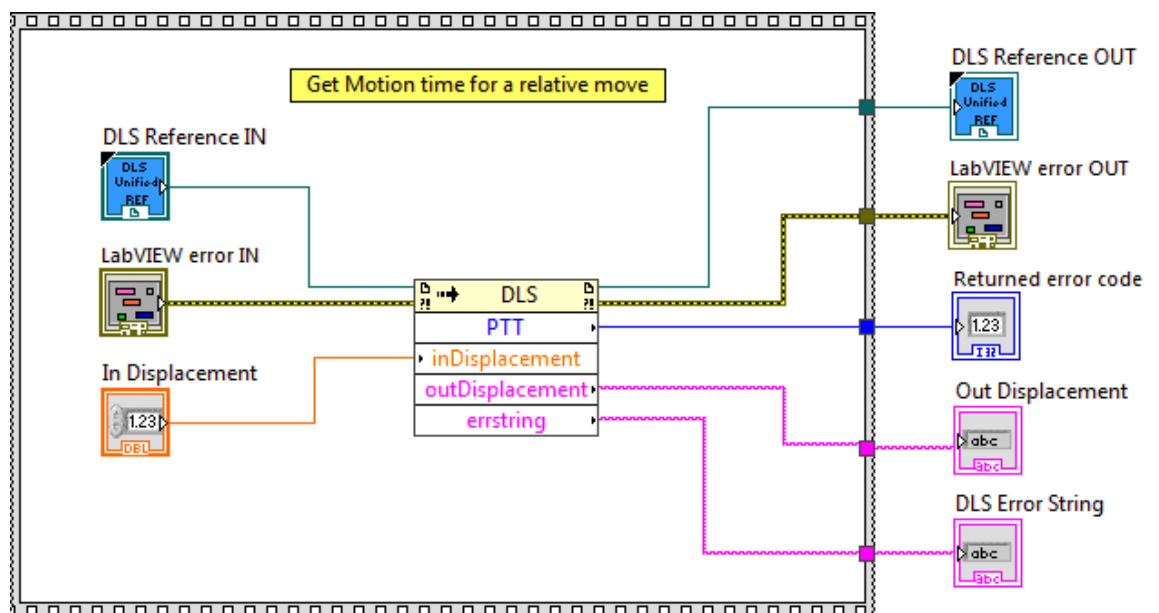 DLS Reference OUT
Get Motion time for a relative move
DLS
Unified
REF
DLS Reference IN
DLS
Unified
REF
LabVIEW error OUT
LabVIEW error IN
?!
DLS
?!
Returned error code
PTT
1.23
I32
inDisplacement
In Displacement
outDisplacement
Out Displacement
1.23
DBL
errstring
abc
abc
DLS Error String
abc
abc